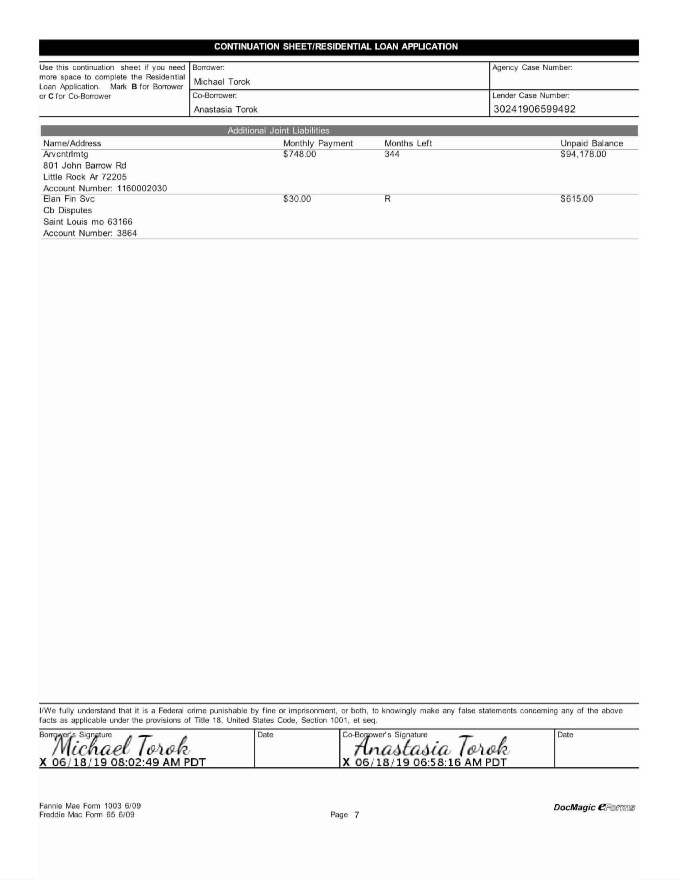 CONTINUATION SHEET/RESIDENTIAL LOAN APPLICATION
Use this continuation sheet if you need
more space to complete the Residential
Loan Application. Mark B for Borrower
or C for Co-Borrower
Borrower:
Michael Torok
Agency Case Number:
Co-Borrower:
Anastasia Torok
Lender Case Number:
30241906599492
Additional Joint Liabilities
Name/Address Monthly Payment Months Left Unpaid Balance
Arvcntrlmtg $748.00 344 $94,178.00
801 John Barrow Rd
Little Rock Ar 72205
Account Number: 1160002030
Elan Fin Svc $30.00 R $615.00
Cb Disputes
Saint Louis mo 63166
Account Number: 3864
I/We fully understand that it is a Federal crime punishable by fine or imprisonment, or both, to knowingly make any false statements concerning any of the above
facts as applicable under the provisions of Title 18, United States Code, Section 1001, et seq.
Borrower's Signature Date Co-Borrower's Signature Date
Michael Torok Anastasia Torok
X 06/18/19 08:02:49 AM PDT X 06/18/19 06:58:16 AM PDT
Fannie Mae Form 1003 6/09
Freddie Mac Form 65 6/09
Page 7
DocMagic eForms